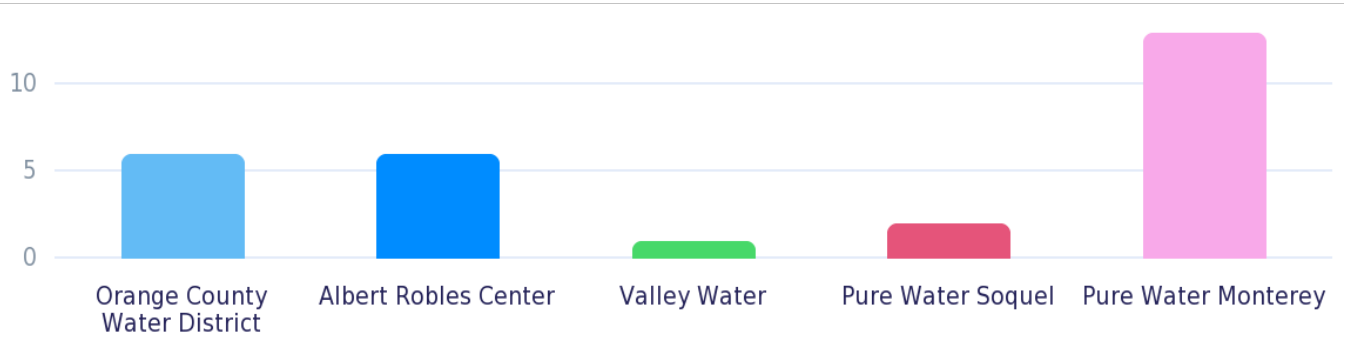 10
5
0
Orange County
Water District
Albert Robles Center
Valley Water
Pure Water Soquel
Pure Water Monterey